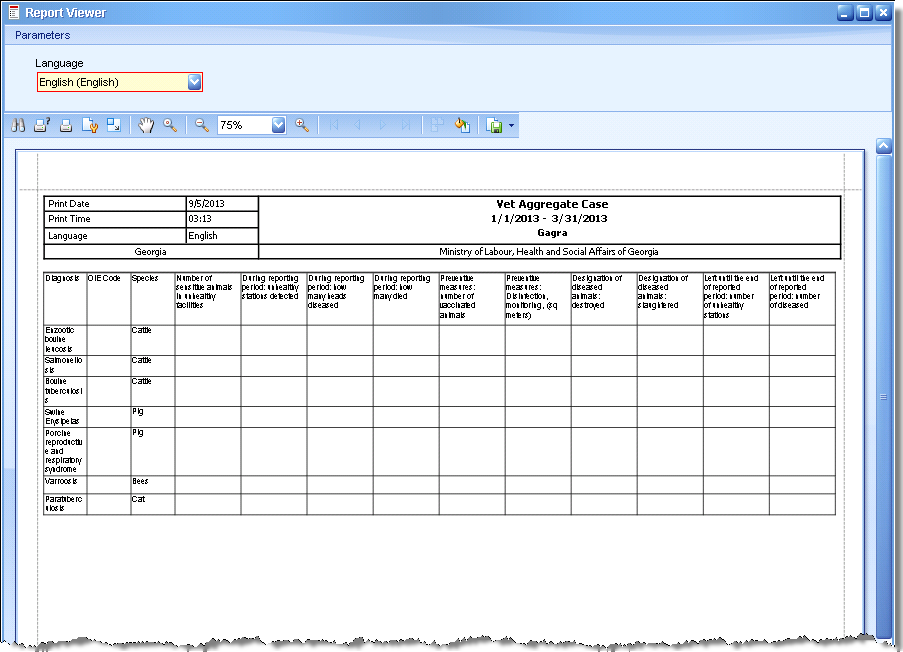 Report Viewer
Parameters
Language
English (English)
75%
Print Date 9/5/2013
Print Time 03:13
Language English
Vet Aggregate Case
1/1/2013 - 3/31/2013
Gagra
Georgia Ministry of Labour, Health and Social Affairs of Georgia
Diagnosis OIE Code Species Number of During reporting During reporting During reporting Preventive Preventive Designation of Designation of Left until the end Left until the end
sensitive animals period: unhealthy period: how period: how measures: measures: diseased diseased of reported of reported
in unhealthy stations detected many heads many died number of Disinfection, animals: animals: period: number period: number
facilities diseased vaccinated monitoring, (sq destroyed slaughtered of unhealthy of diseased
animals meters) stations
Enzootic Cattle
bovine
leucosis
Salmonello Cattle
sis
Bovine Cattle
tuberculosi
s
Swine Pig
Erysipelas
Porcine Pig
reproductiv
e and
respiratory
syndrome
Varroosis Bees
Paratuberc Cat
ulosis